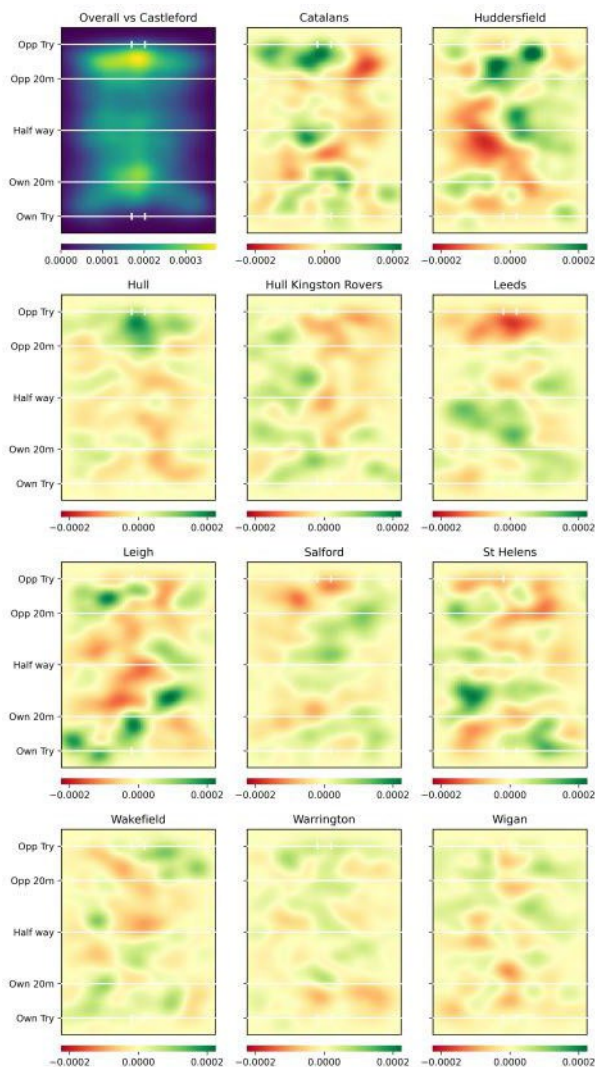 Overall vs Castleford Catalans Huddersfield
Opp Try
Opp 20m
Half way
Own 20m
Own Try
0.0000 0.0001 0.0002 0.0003 −0.0002 0.0000 0.0002 −0.0002 0.0000 0.0002
Hull Hull Kingston Rovers Leeds
Opp Try
Opp 20m
Half way
Own 20m
Own Try
−0.0002 0.0000 0.0002 −0.0002 0.0000 0.0002 −0.0002 0.0000 0.0002
Leigh Salford St Helens
Opp Try
Opp 20m
Half way
Own 20m
Own Try
−0.0002 0.0000 0.0002 −0.0002 0.0000 0.0002 −0.0002 0.0000 0.0002
Wakefield Warrington Wigan
Opp Try
Opp 20m
Half way
Own 20m
Own Try
−0.0002 0.0000 0.0002 −0.0002 0.0000 0.0002 −0.0002 0.0000 0.0002